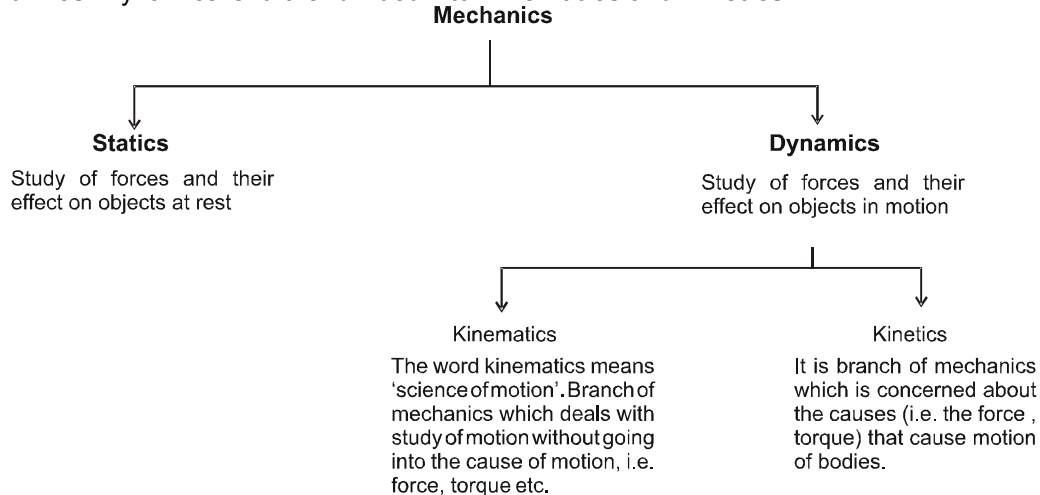 Mechanics
Statics
Study of forces and their
effect on objects at rest
Dynamics
Study of forces and their
effect on objects in motion
Kinematics
The word kinematics means
‘science of motion’. Branch of
mechanics which deals with
study of motion without going
into the cause of motion, i.e.
force, torque etc.
Kinetics
It is branch of mechanics
which is concerned about
the causes (i.e. the force ,
torque) that cause motion
of bodies.